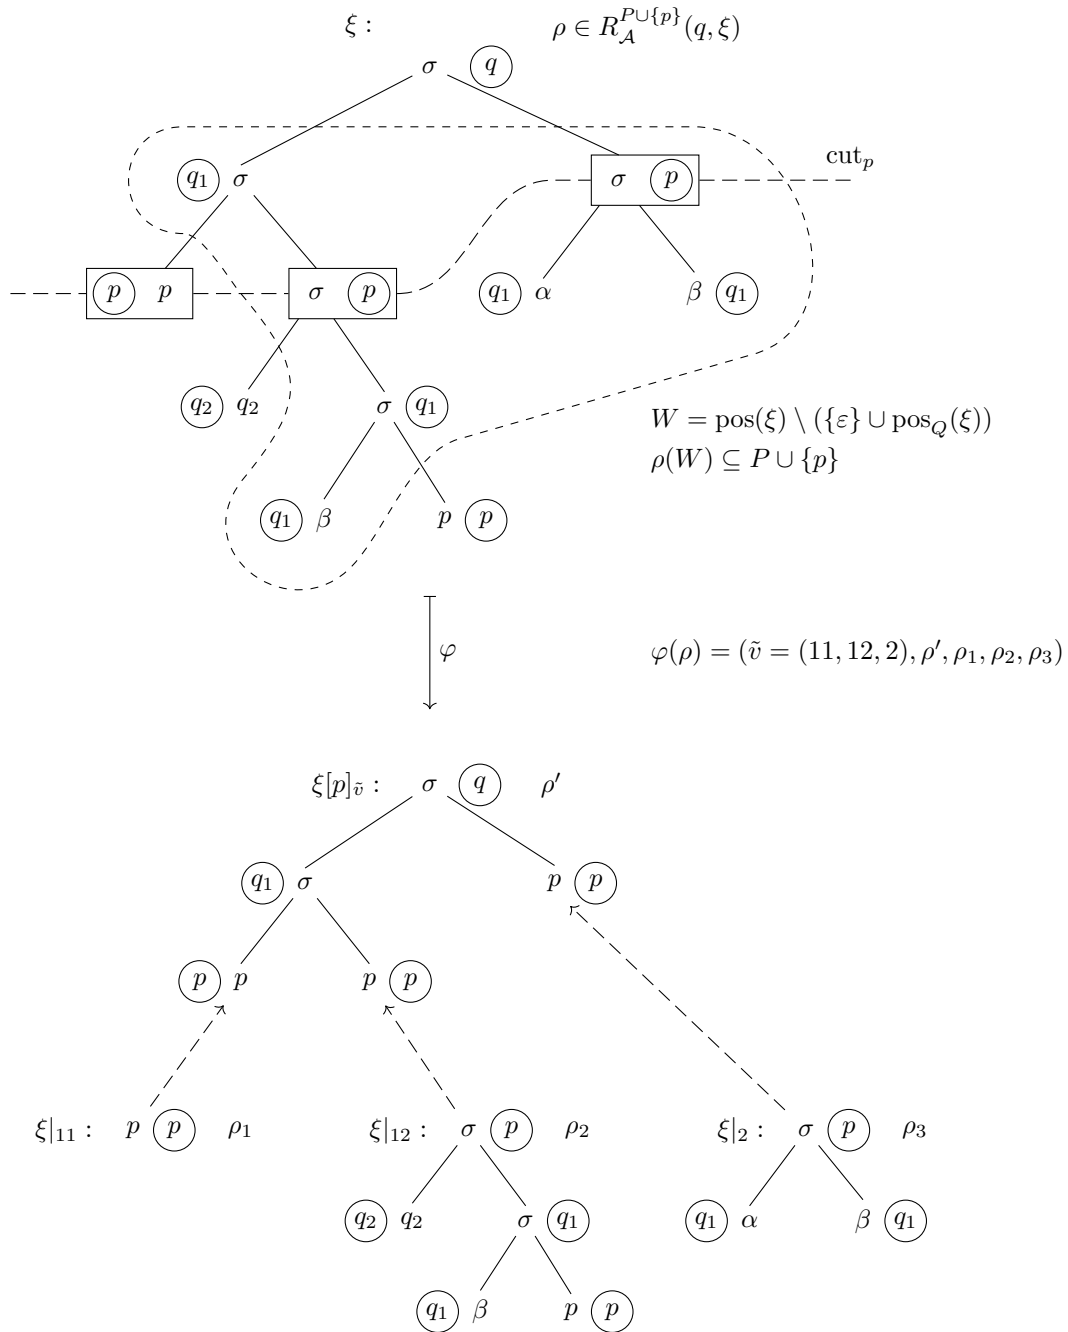 ξ : ρ ∈ R_𝒜^{P∪{p}}(q, ξ)
σ q
q₁ σ σ p cut_p
p p σ p q₁ α β q₁
q₂ q₂ σ q₁ W = pos(ξ) \ ({ε} ∪ pos_Q(ξ))
ρ(W) ⊆ P ∪ {p}
q₁ β p p
φ φ(ρ) = (ṽ = (11, 12, 2), ρ′, ρ₁, ρ₂, ρ₃)
ξ[p]_ṽ : σ q ρ′
q₁ σ p p
p p p p
ξ|₁₁ : p p ρ₁ ξ|₁₂ : σ p ρ₂ ξ|₂ : σ p ρ₃
q₂ q₂ σ q₁ q₁ α β q₁
q₁ β p p